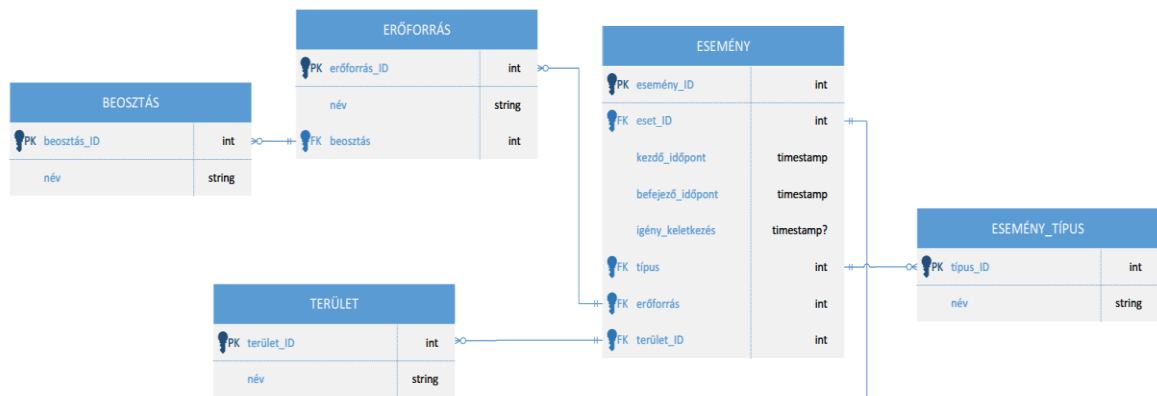 ERŐFORRÁS
PK erőforrás_ID int
név string
FK beosztás int
BEOSZTÁS
PK beosztás_ID int
név string
ESEMÉNY
PK esemény_ID int
FK eset_ID int
kezdő_időpont timestamp
befejező_időpont timestamp
igény_keletkezés timestamp?
FK típus int
FK erőforrás int
FK terület_ID int
ESEMÉNY_TÍPUS
PK típus_ID int
név string
TERÜLET
PK terület_ID int
név string